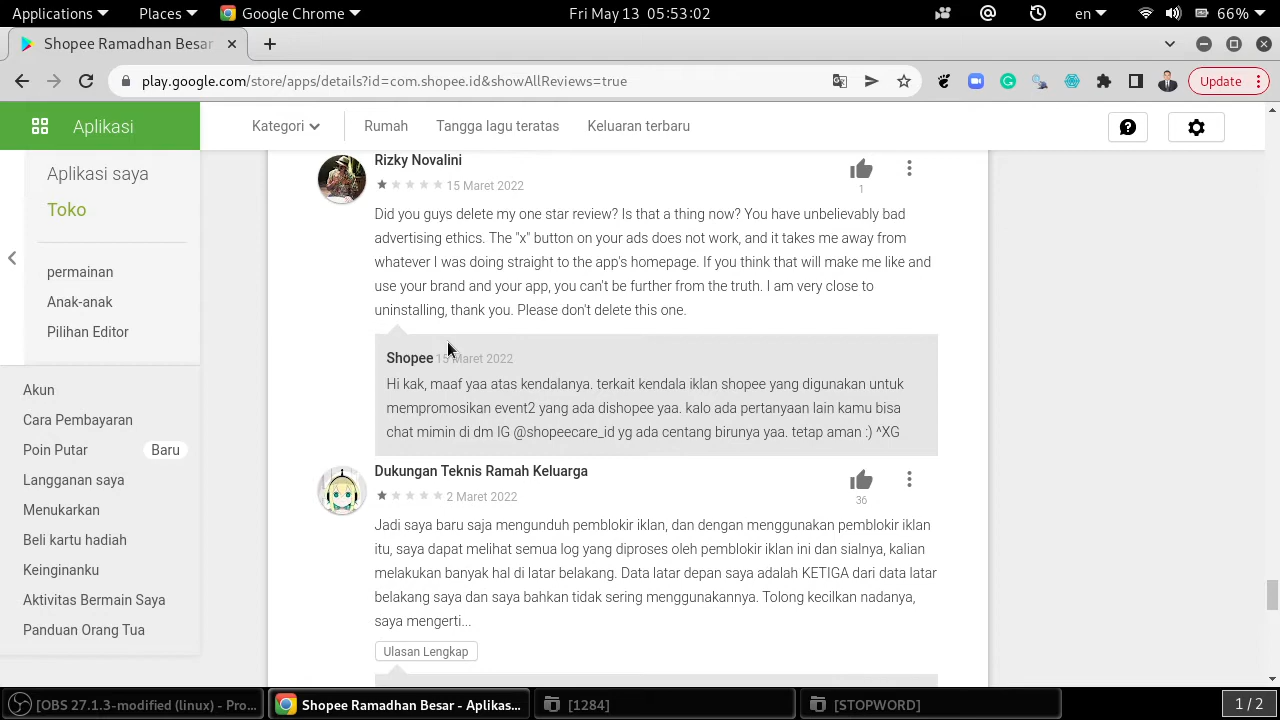 Applications Places Google Chrome Fri May 13 05:53:02 en 66%
Shopee Ramadhan Besar
play.google.com/store/apps/details?id=com.shopee.id&showAllReviews=true Update
Aplikasi Kategori Rumah Tangga lagu teratas Keluaran terbaru
Aplikasi saya
Toko
permainan
Anak-anak
Pilihan Editor
Akun
Cara Pembayaran
Poin Putar Baru
Langganan saya
Menukarkan
Beli kartu hadiah
Keinginanku
Aktivitas Bermain Saya
Panduan Orang Tua
Rizky Novalini
15 Maret 2022
1
Did you guys delete my one star review? Is that a thing now? You have unbelievably bad
advertising ethics. The "x" button on your ads does not work, and it takes me away from
whatever I was doing straight to the app's homepage. If you think that will make me like and
use your brand and your app, you can't be further from the truth. I am very close to
uninstalling, thank you. Please don't delete this one.
Shopee 15 Maret 2022
Hi kak, maaf yaa atas kendalanya. terkait kendala iklan shopee yang digunakan untuk
mempromosikan event2 yang ada dishopee yaa. kalo ada pertanyaan lain kamu bisa
chat mimin di dm IG @shopeecare_id yg ada centang birunya yaa. tetap aman :) ^XG
Dukungan Teknis Ramah Keluarga
2 Maret 2022
36
Jadi saya baru saja mengunduh pemblokir iklan, dan dengan menggunakan pemblokir iklan
itu, saya dapat melihat semua log yang diproses oleh pemblokir iklan ini dan sialnya, kalian
melakukan banyak hal di latar belakang. Data latar depan saya adalah KETIGA dari data latar
belakang saya dan saya bahkan tidak sering menggunakannya. Tolong kecilkan nadanya,
saya mengerti...
Ulasan Lengkap
[OBS 27.1.3-modified (linux) - Pro... Shopee Ramadhan Besar - Aplikas... [1284] [STOPWORD] 1 / 2